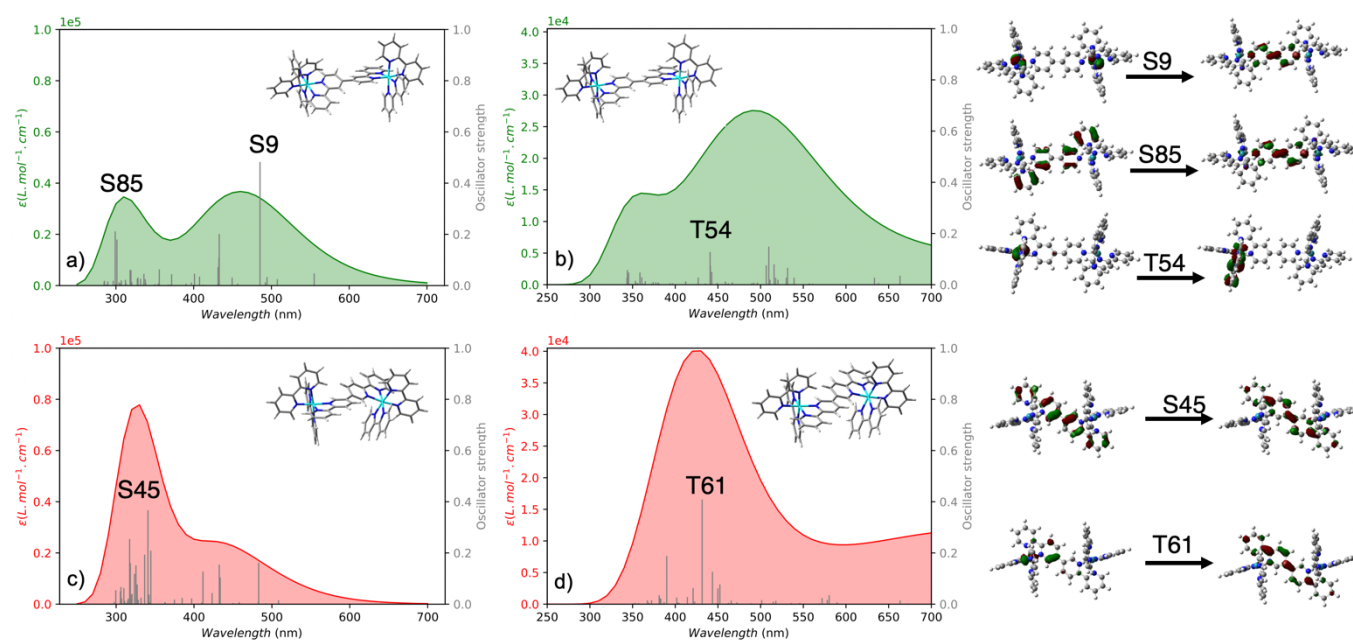 1e5
1.0
0.8
0.6
0.4
0.2
0.0
ε(L. mol⁻¹. cm⁻¹)
1.0
0.8
0.6
0.4
0.2
0.0
Oscillator strength
S85
S9
a)
300 400 500 600 700
Wavelength (nm)
1e4
4.0
3.5
3.0
2.5
2.0
1.5
1.0
0.5
0.0
ε(L. mol⁻¹. cm⁻¹)
1.0
0.8
0.6
0.4
0.2
0.0
Oscillator strength
T54
b)
250 300 350 400 450 500 550 600 650 700
Wavelength (nm)
S9
S85
T54
1e5
1.0
0.8
0.6
0.4
0.2
0.0
ε(L. mol⁻¹. cm⁻¹)
1.0
0.8
0.6
0.4
0.2
0.0
Oscillator strength
S45
c)
300 400 500 600 700
Wavelength (nm)
1e4
4.0
3.5
3.0
2.5
2.0
1.5
1.0
0.5
0.0
ε(L. mol⁻¹. cm⁻¹)
1.0
0.8
0.6
0.4
0.2
0.0
Oscillator strength
T61
d)
250 300 350 400 450 500 550 600 650 700
Wavelength (nm)
S45
T61